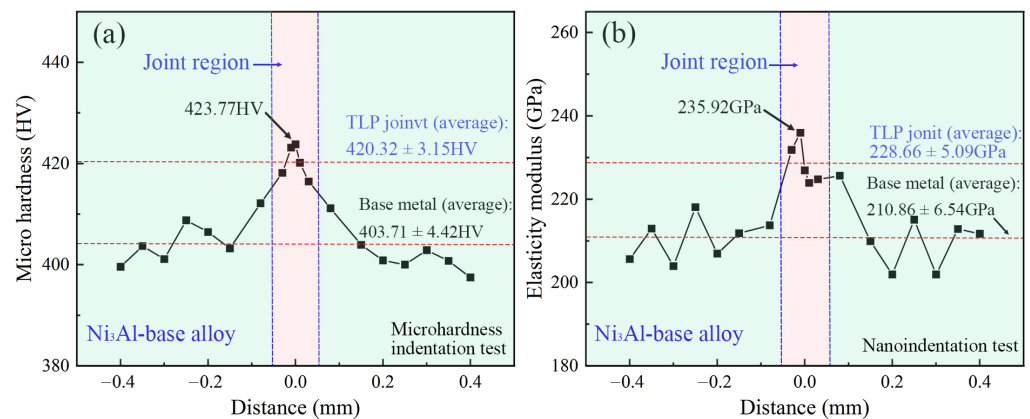 (a)
Joint region
423.77HV
TLP joinvt (average):
420.32 ± 3.15HV
Base metal (average):
403.71 ± 4.42HV
Ni₃Al-base alloy
Microhardness
indentation test
Micro hardness (HV)
440
420
400
380
−0.4
−0.2
0.0
0.2
0.4
Distance (mm)
(b)
Joint region
235.92GPa
TLP jonit (average):
228.66 ± 5.09GPa
Base metal (average):
210.86 ± 6.54GPa
Ni₃Al-base alloy
Nanoindentation test
Elasticity modulus (GPa)
260
240
220
200
180
−0.4
−0.2
0.0
0.2
0.4
Distance (mm)